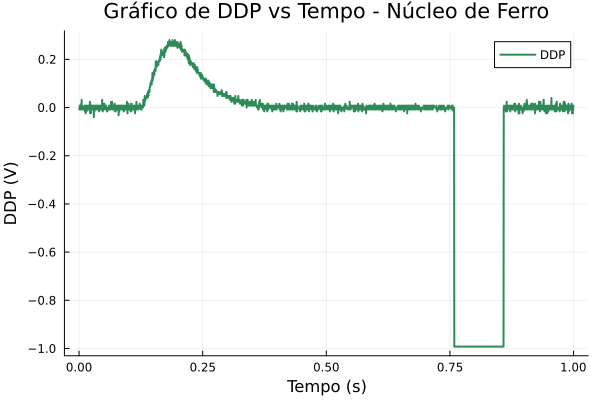 Gráfico de DDP vs Tempo - Núcleo de Ferro
DDP
DDP (V)
0.2
0.0
−0.2
−0.4
−0.6
−0.8
−1.0
0.00 0.25 0.50 0.75 1.00
Tempo (s)